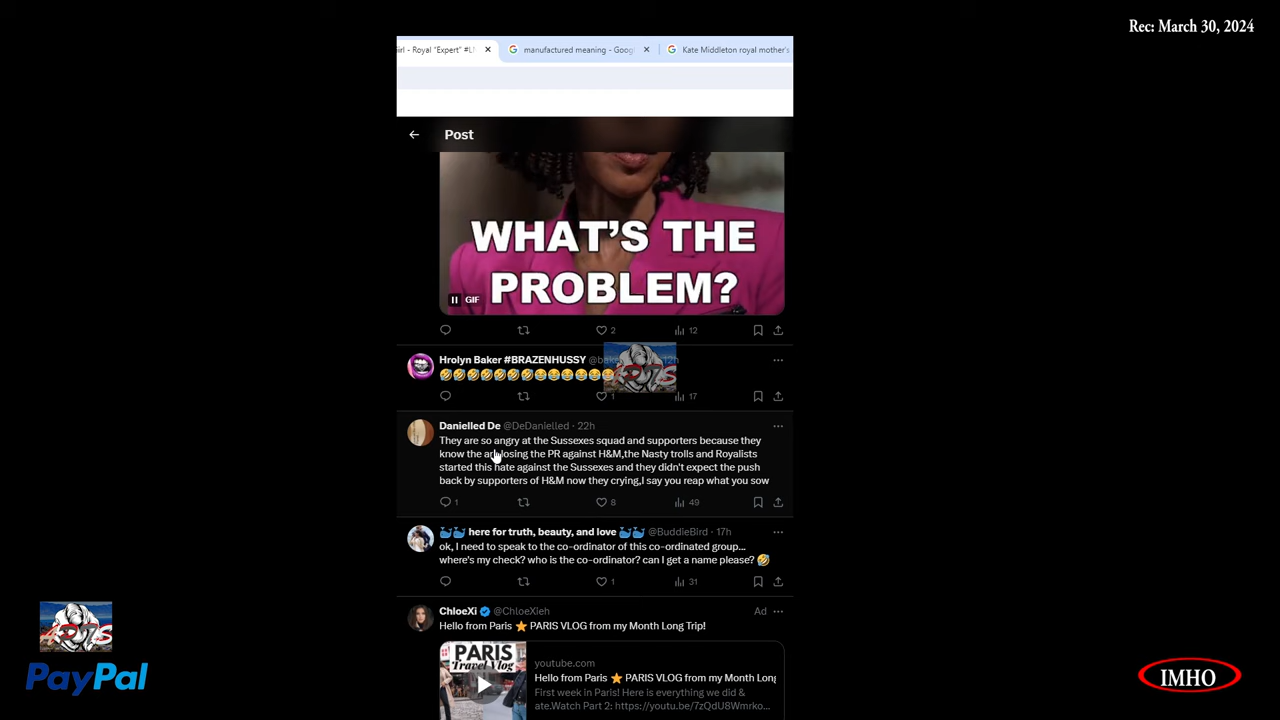 Rec: March 30, 2024
irl - Royal "Expert" #L
manufactured meaning - Goog
Kate Middleton royal mother's
Post
WHAT'S THE
PROBLEM?
GIF
2
12
Hrolyn Baker #BRAZENHUSSY
🤣🤣🤣🤣🤣🤣🤣😂😂😂😂😂😂
1
17
Danielled De @DeDanielled · 22h
They are so angry at the Sussexes squad and supporters because they
know the are losing the PR against H&M,the Nasty trolls and Royalists
started this hate against the Sussexes and they didn't expect the push
back by supporters of H&M now they crying,I say you reap what you sow
1
8
49
🐳🐳 here for truth, beauty, and love 🐳🐳 @BuddieBird · 17h
ok, I need to speak to the co-ordinator of this co-ordinated group...
where's my check? who is the co-ordinator? can I get a name please? 🤣
1
31
ChloeXi @ChloeXieh
Ad
Hello from Paris ⭐ PARIS VLOG from my Month Long Trip!
PARIS
Travel Vlog
youtube.com
Hello from Paris ⭐ PARIS VLOG from my Month Long
First week in Paris! Here is everything we did &
ate.Watch Part 2: https://youtu.be/7zQdU8Wmrko...
PayPal
IMHO